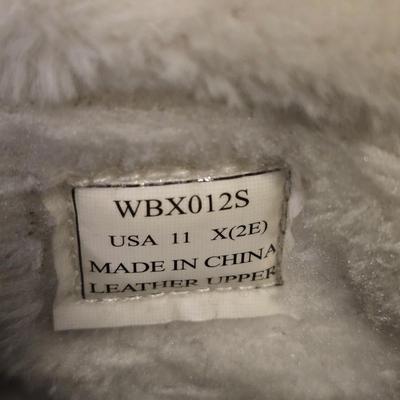 WBX012S
USA 11 X(2E)
MADE IN CHINA
LEATHER UPPER